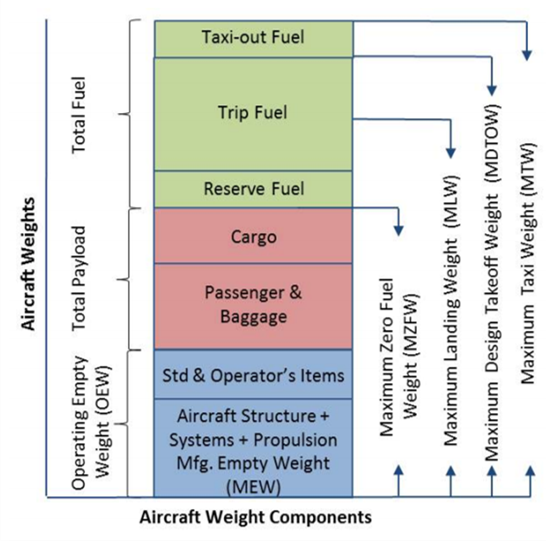 Aircraft Weights
Total Fuel
Total Payload
Operating Empty
Weight (OEW)
Taxi-out Fuel
Trip Fuel
Reserve Fuel
Cargo
Passenger &
Baggage
Std & Operator's Items
Aircraft Structure +
Systems + Propulsion
Mfg. Empty Weight
(MEW)
Maximum Zero Fuel
Weight (MZFW)
Maximum Landing Weight (MLW)
Maximum Design Takeoff Weight (MDTOW)
Maximum Taxi Weight (MTW)
Aircraft Weight Components